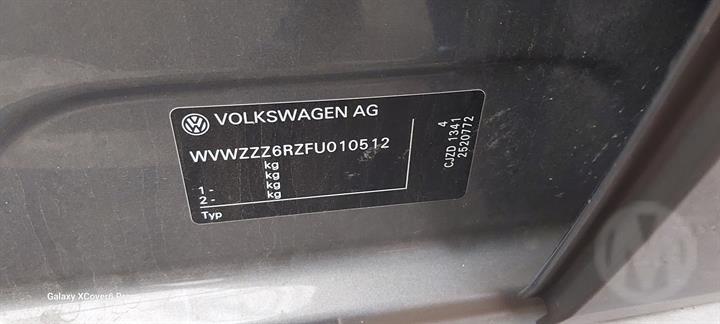 VOLKSWAGEN AG
WVWZZZ6RZFU010512
kg
kg
1 - kg
2 - kg
Typ
4
CJZD 1341
2520772
Galaxy XCover6 Pro